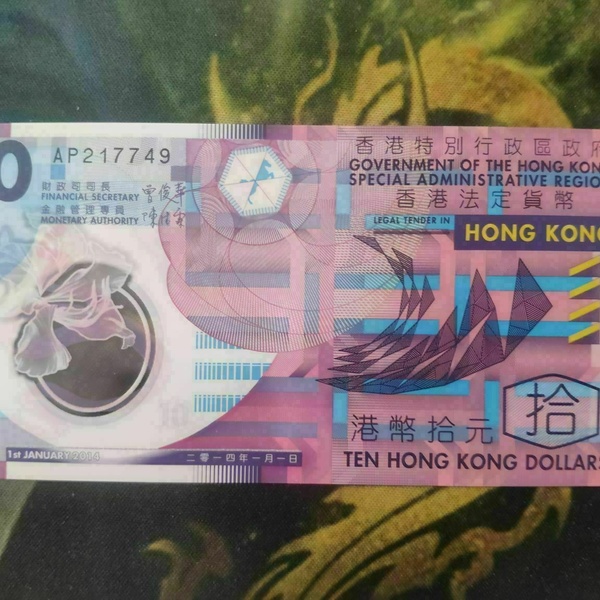 0
AP217749
財政司司長
FINANCIAL SECRETARY
金融管理專員
MONETARY AUTHORITY
香港特別行政區政府
GOVERNMENT OF THE HONG KON
SPECIAL ADMINISTRATIVE REGIO
香港法定貨幣
LEGAL TENDER IN
HONG KONG
10
港幣拾元
拾
TEN HONG KONG DOLLARS
1st JANUARY 2014
二零一四年一月一日